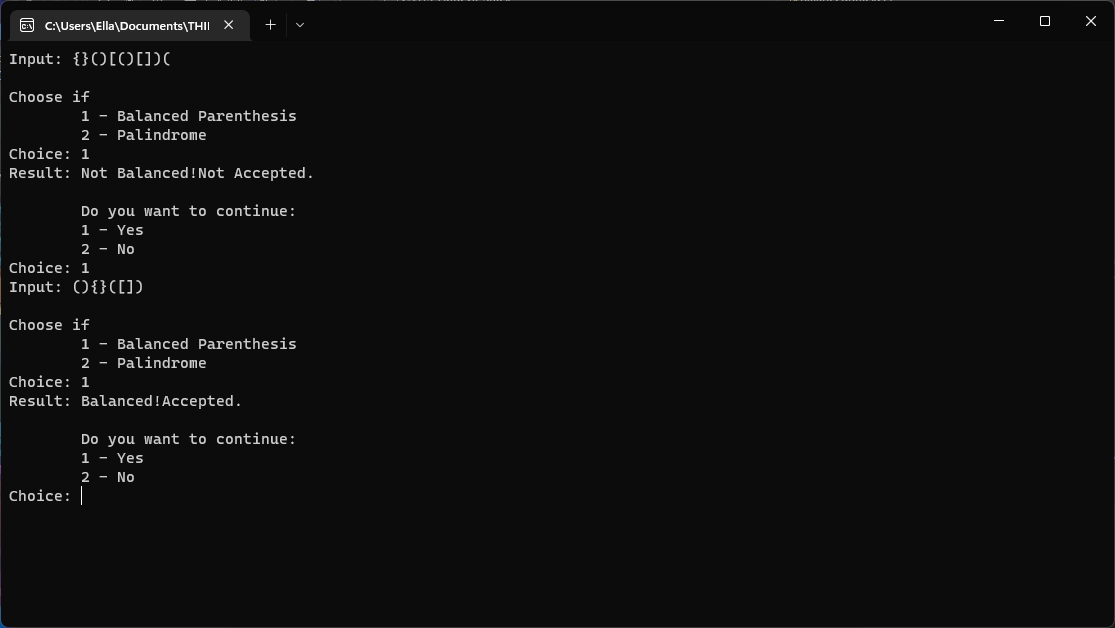 C:\Users\Ella\Documents\THII
Input: {}()[()[])(
Choose if
1 - Balanced Parenthesis
2 - Palindrome
Choice: 1
Result: Not Balanced!Not Accepted.
Do you want to continue:
1 - Yes
2 - No
Choice: 1
Input: (){}([])
Choose if
1 - Balanced Parenthesis
2 - Palindrome
Choice: 1
Result: Balanced!Accepted.
Do you want to continue:
1 - Yes
2 - No
Choice: